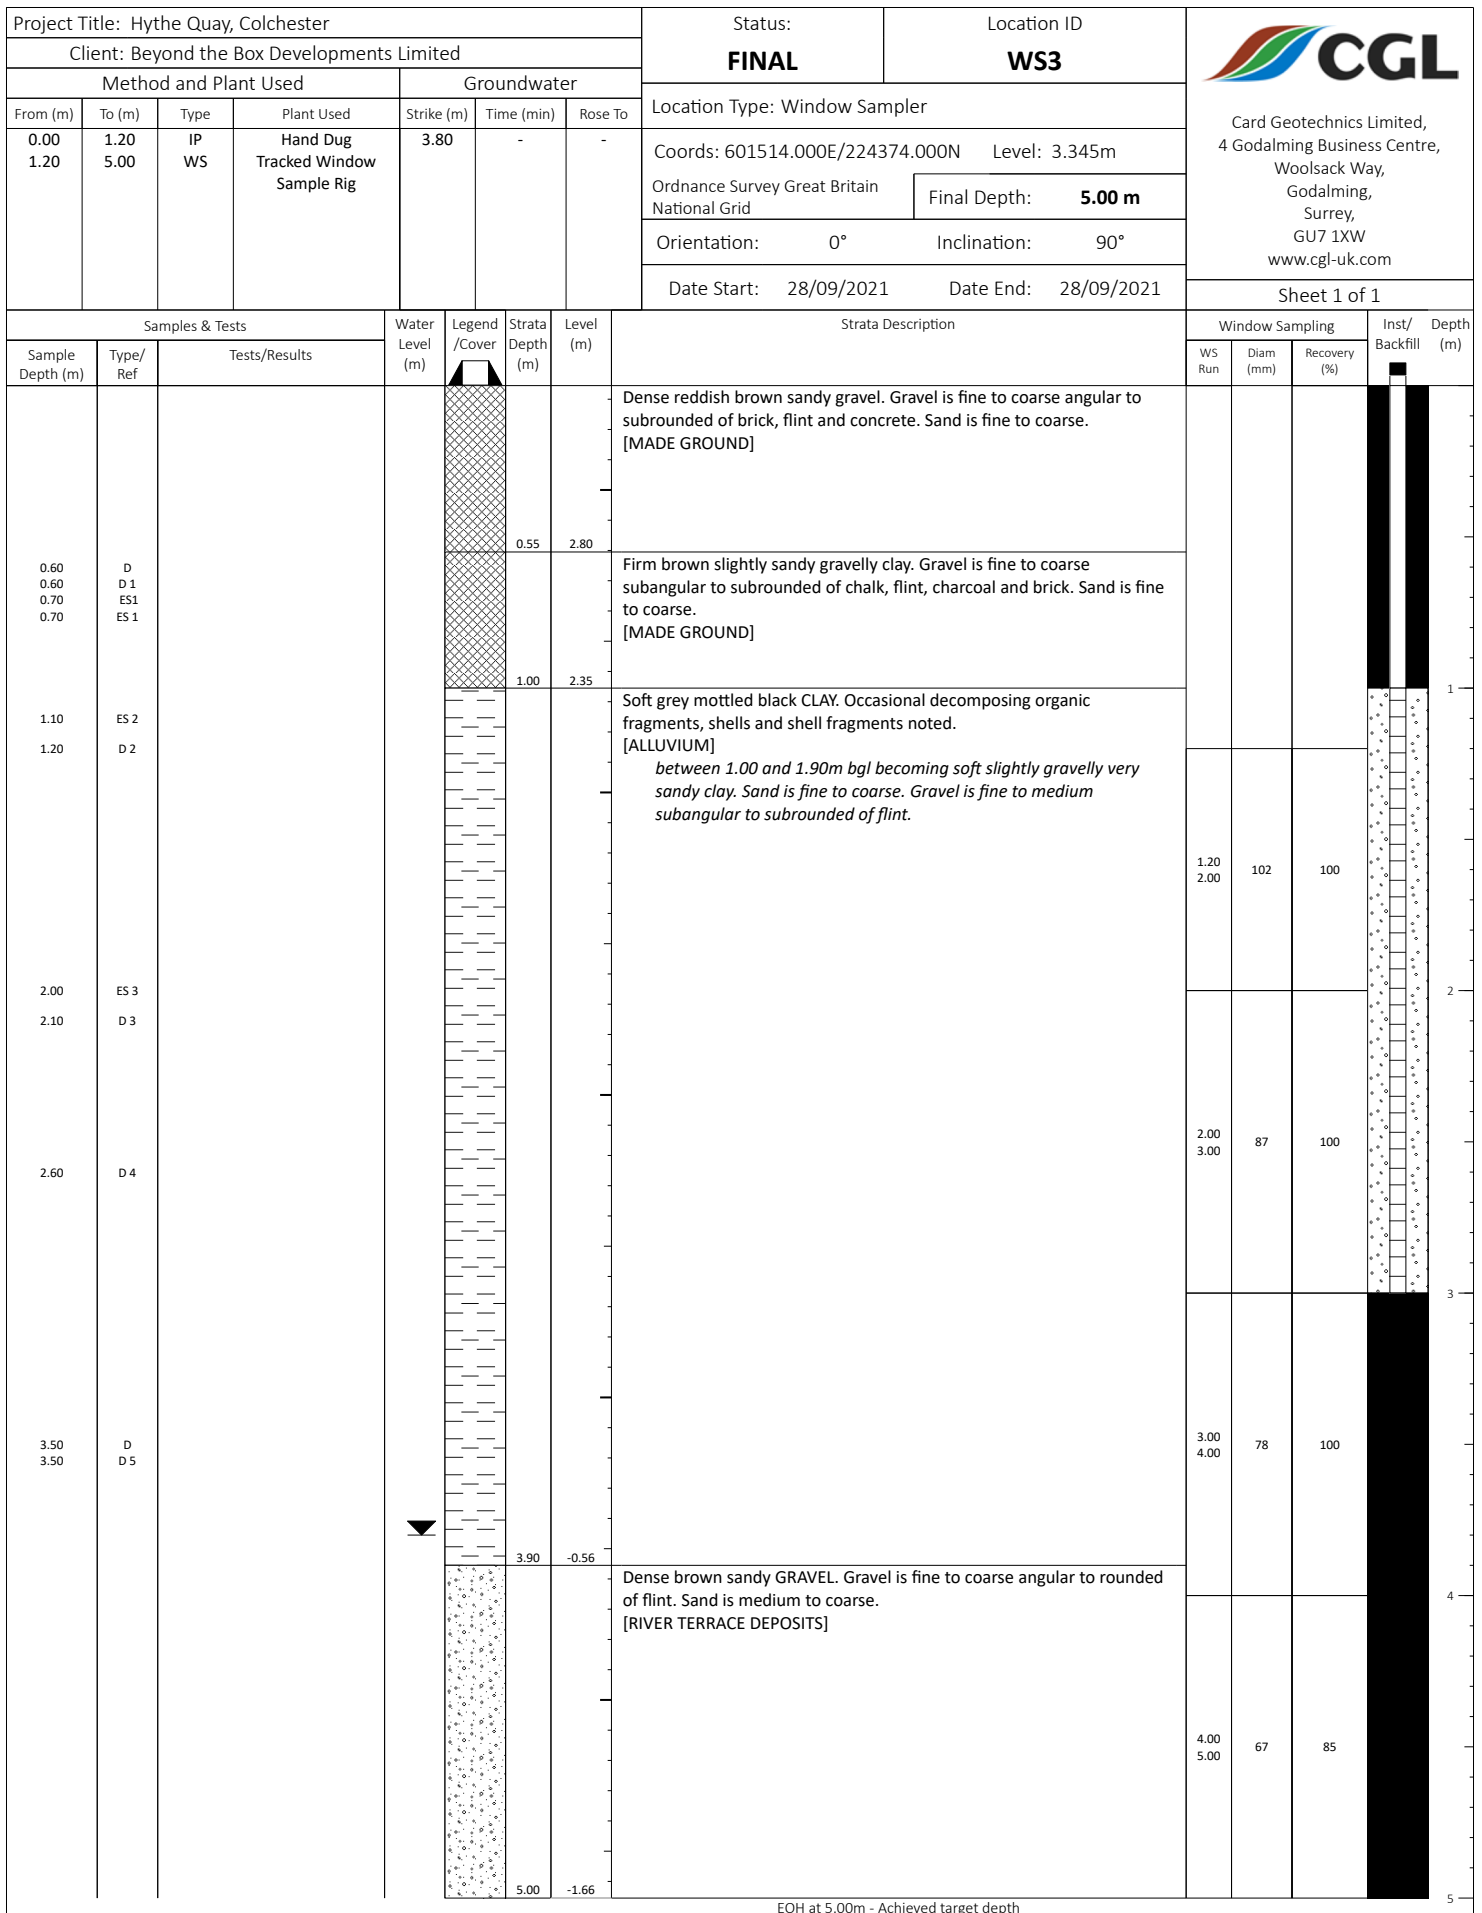 Project Title: Hythe Quay, Colchester
Client: Beyond the Box Developments Limited
Method and Plant Used
Groundwater
From (m) To (m) Type Plant Used Strike (m) Time (min) Rose To
0.00 1.20 IP Hand Dug 3.80 - -
1.20 5.00 WS Tracked Window
Sample Rig
Status:
FINAL
Location ID
WS3
Location Type: Window Sampler
Coords: 601514.000E/224374.000N Level: 3.345m
Ordnance Survey Great Britain
National Grid
Final Depth: 5.00 m
Orientation: 0° Inclination: 90°
Date Start: 28/09/2021 Date End: 28/09/2021
CGL
Card Geotechnics Limited,
4 Godalming Business Centre,
Woolsack Way,
Godalming,
Surrey,
GU7 1XW
www.cgl-uk.com
Sheet 1 of 1
Samples & Tests
Sample
Depth (m)
Type/
Ref
Tests/Results
Water
Level
(m)
Legend
/Cover
Strata
Depth
(m)
Level
(m)
Strata Description
Window Sampling
WS
Run
Diam
(mm)
Recovery
(%)
Inst/
Backfill
Depth
(m)
Dense reddish brown sandy gravel. Gravel is fine to coarse angular to
subrounded of brick, flint and concrete. Sand is fine to coarse.
[MADE GROUND]
0.55 2.80
0.60 D
0.60 D 1
0.70 ES1
0.70 ES 1
Firm brown slightly sandy gravelly clay. Gravel is fine to coarse
subangular to subrounded of chalk, flint, charcoal and brick. Sand is fine
to coarse.
[MADE GROUND]
1.00 2.35
1
1.10 ES 2
1.20 D 2
Soft grey mottled black CLAY. Occasional decomposing organic
fragments, shells and shell fragments noted.
[ALLUVIUM]
between 1.00 and 1.90m bgl becoming soft slightly gravelly very
sandy clay. Sand is fine to coarse. Gravel is fine to medium
subangular to subrounded of flint.
1.20
2.00
102 100
2.00 ES 3
2
2.10 D 3
2.00
3.00
87 100
2.60 D 4
3
3.00
4.00
78 100
3.50 D
3.50 D 5
3.90 -0.56
Dense brown sandy GRAVEL. Gravel is fine to coarse angular to rounded
of flint. Sand is medium to coarse.
[RIVER TERRACE DEPOSITS]
4
4.00
5.00
67 85
5.00 -1.66
5
EOH at 5.00m - Achieved target depth